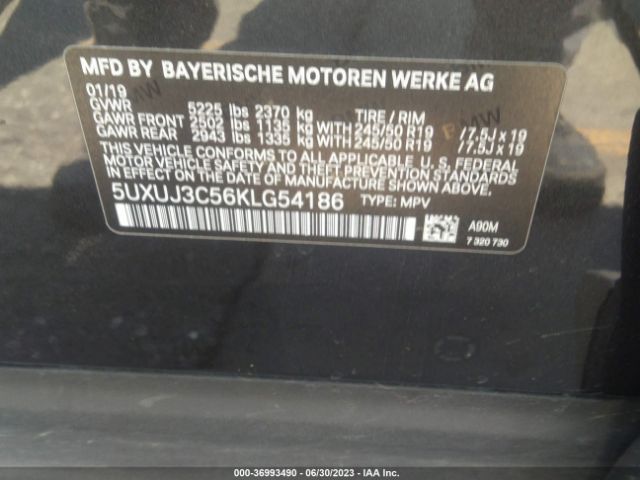 MFD BY BAYERISCHE MOTOREN WERKE AG
01/19
GVWR 5225 lbs 2370 kg TIRE / RIM
GAWR FRONT 2502 lbs 1135 kg WITH 245/50 R19 / 7.5J x 19
GAWR REAR 2943 lbs 1335 kg WITH 245/50 R19 / 7.5J x 19
THIS VEHICLE CONFORMS TO ALL APPLICABLE U. S. FEDERAL
MOTOR VEHICLE SAFETY, BUMPER, AND THEFT PREVENTION STANDARDS
IN EFFECT ON THE DATE OF MANUFACTURE SHOWN ABOVE.
5UXUJ3C56KLG54186 TYPE: MPV
A90M
7 320 730
000-36993490 - 06/30/2023 - IAA Inc.